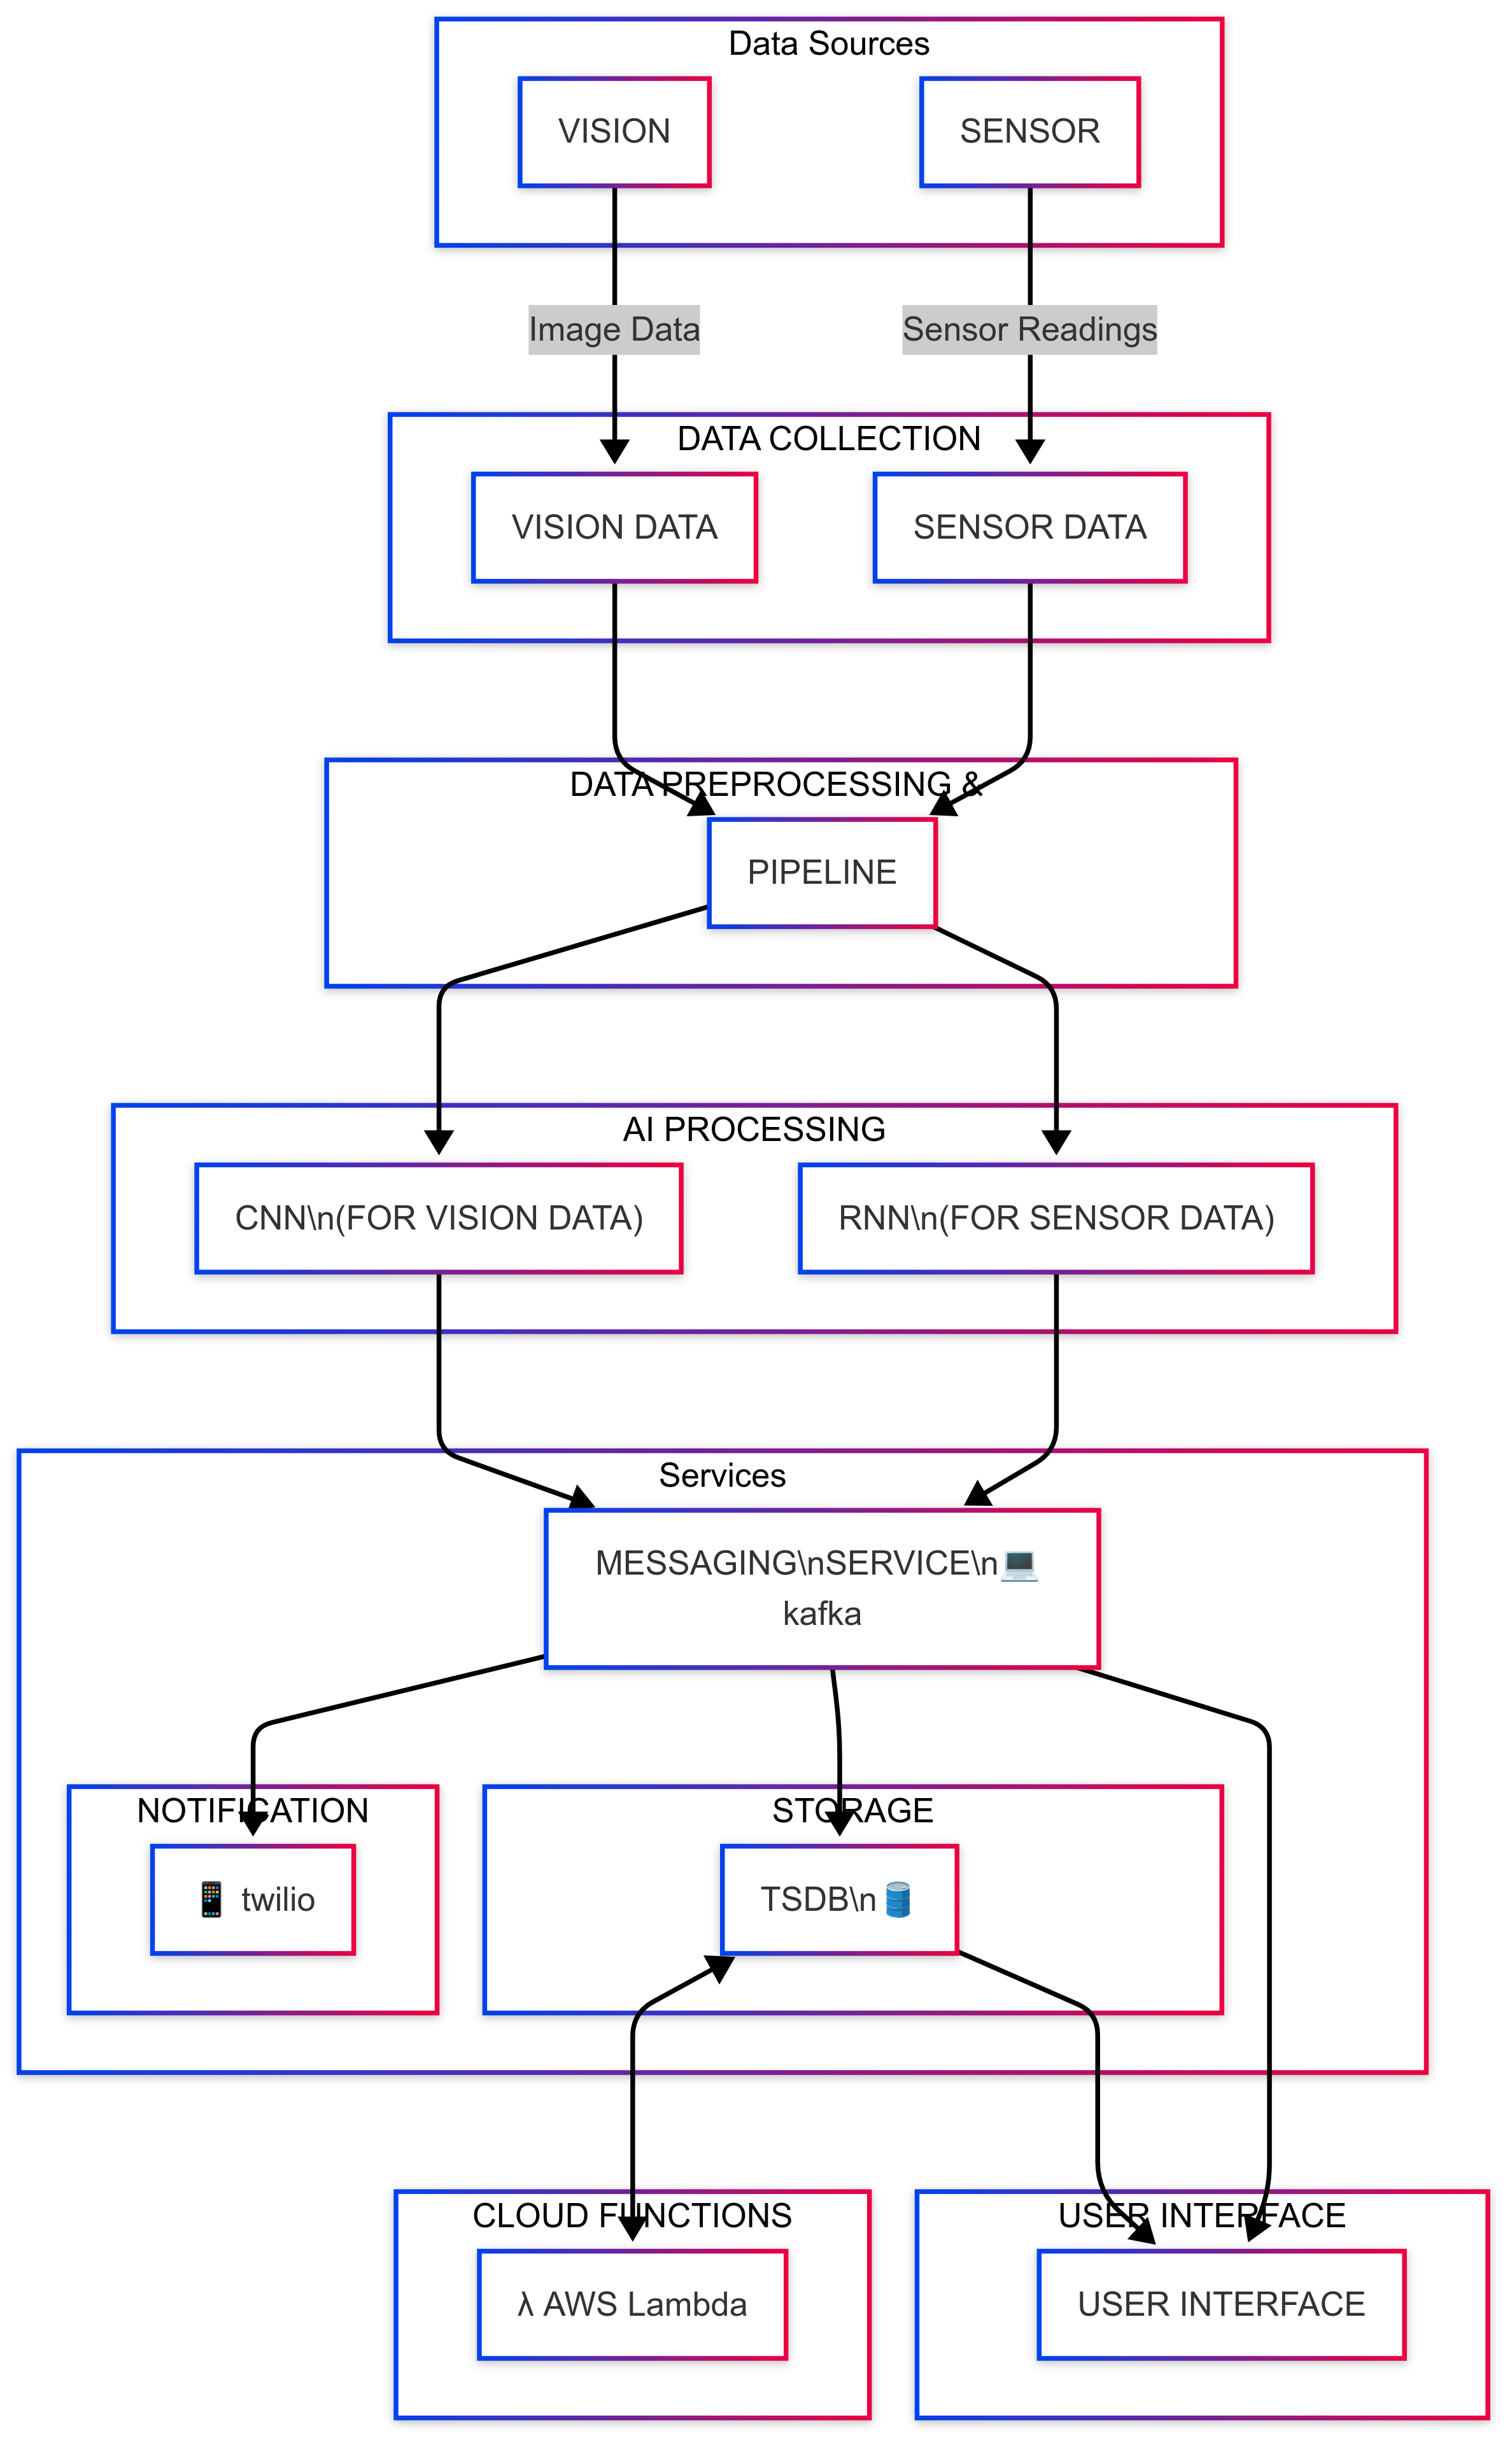 Data Sources
VISION
SENSOR
Image Data
Sensor Readings
DATA COLLECTION
VISION DATA
SENSOR DATA
DATA PREPROCESSING &
PIPELINE
AI PROCESSING
CNN\n(FOR VISION DATA)
RNN\n(FOR SENSOR DATA)
Services
MESSAGING\nSERVICE\n💻
kafka
NOTIFICATION
STORAGE
📱 twilio
TSDB\n🛢️
CLOUD FUNCTIONS
USER INTERFACE
λ AWS Lambda
USER INTERFACE